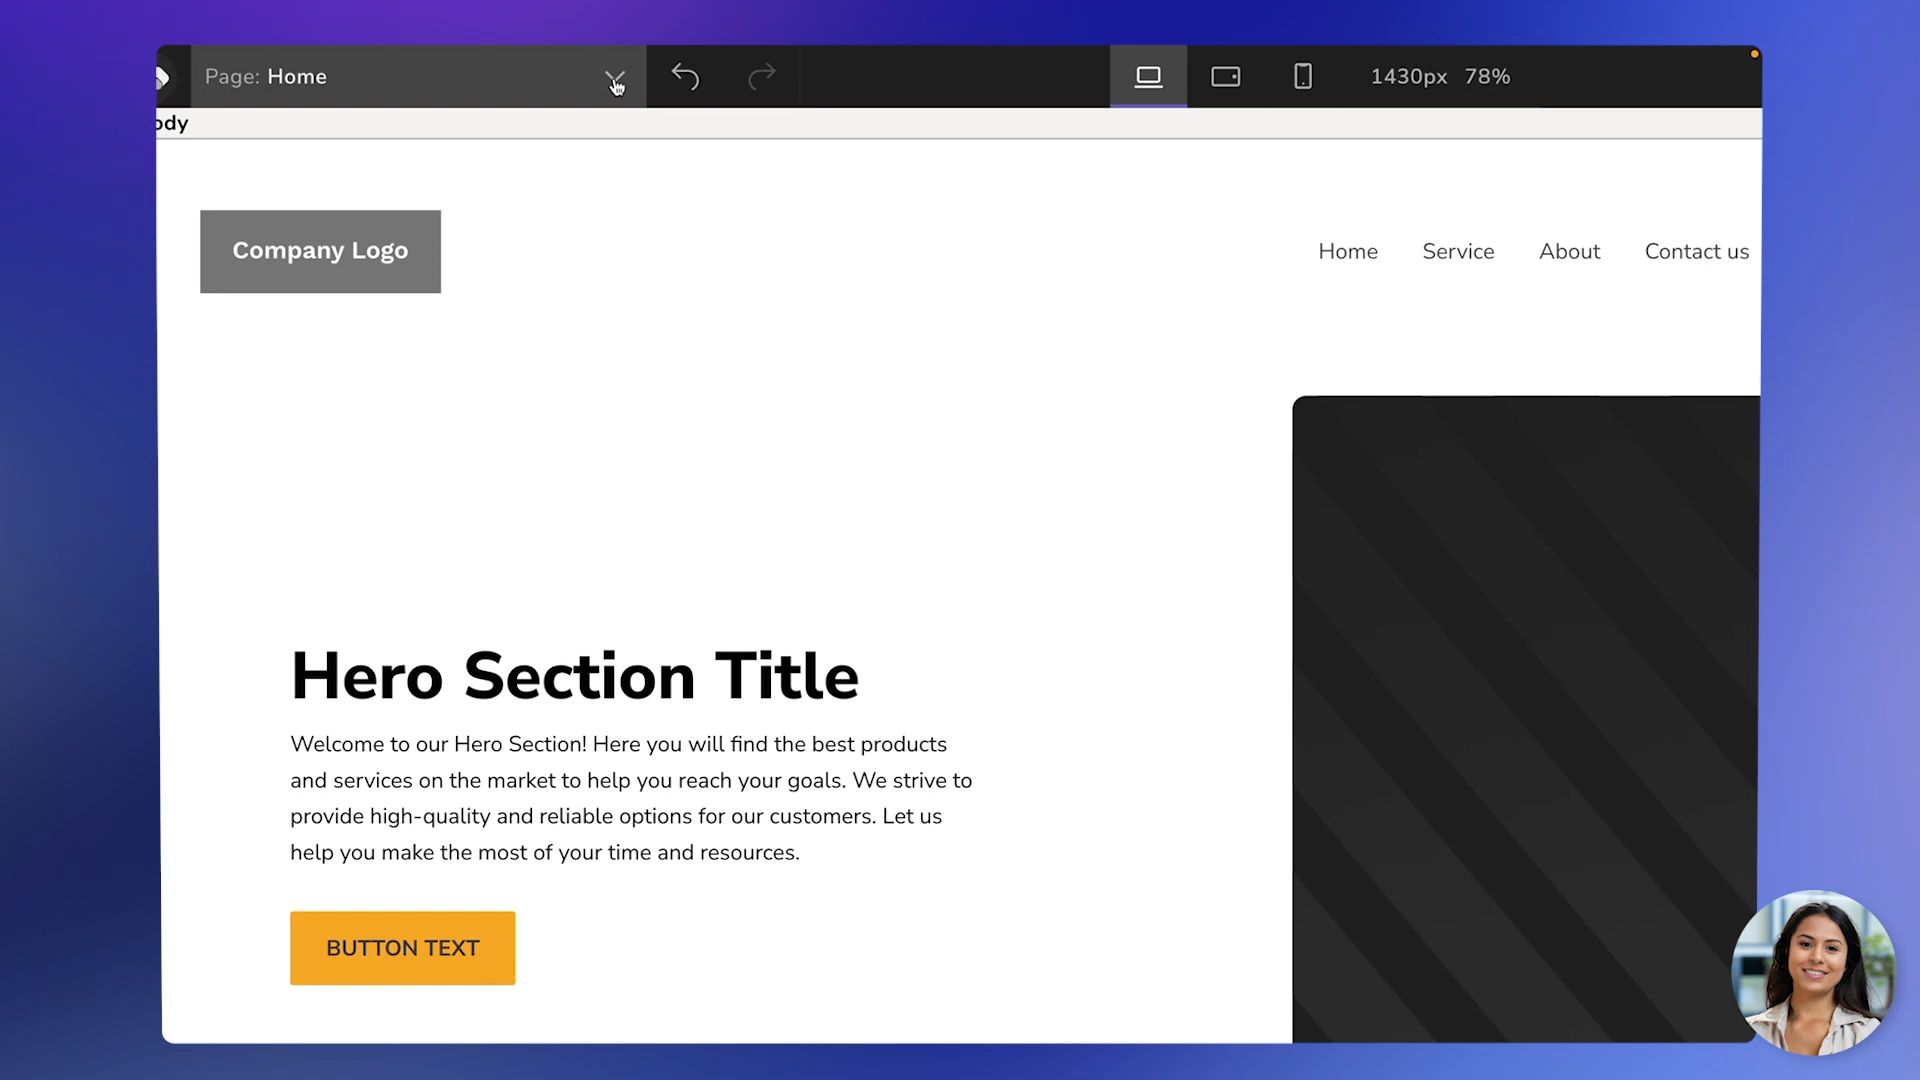 Page: Home
1430px 78%
ody
Company Logo
Home Service About Contact us
Hero Section Title
Welcome to our Hero Section! Here you will find the best products
and services on the market to help you reach your goals. We strive to
provide high-quality and reliable options for our customers. Let us
help you make the most of your time and resources.
BUTTON TEXT